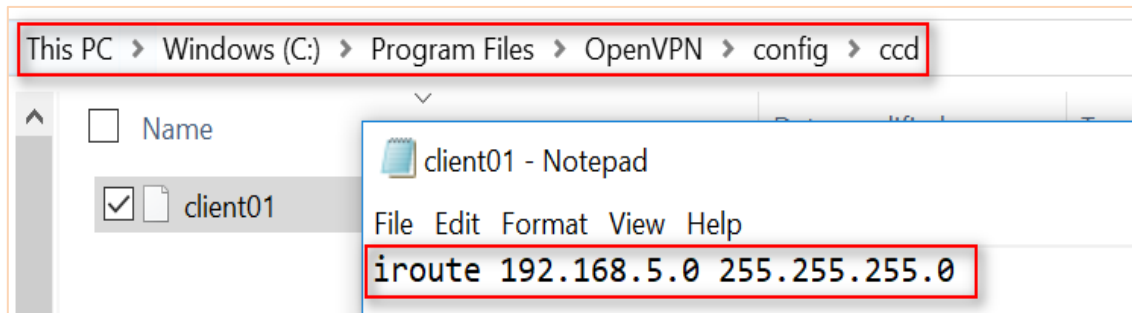 This PC > Windows (C:) > Program Files > OpenVPN > config > ccd
Name
client01 - Notepad
client01
File Edit Format View Help
iroute 192.168.5.0 255.255.255.0